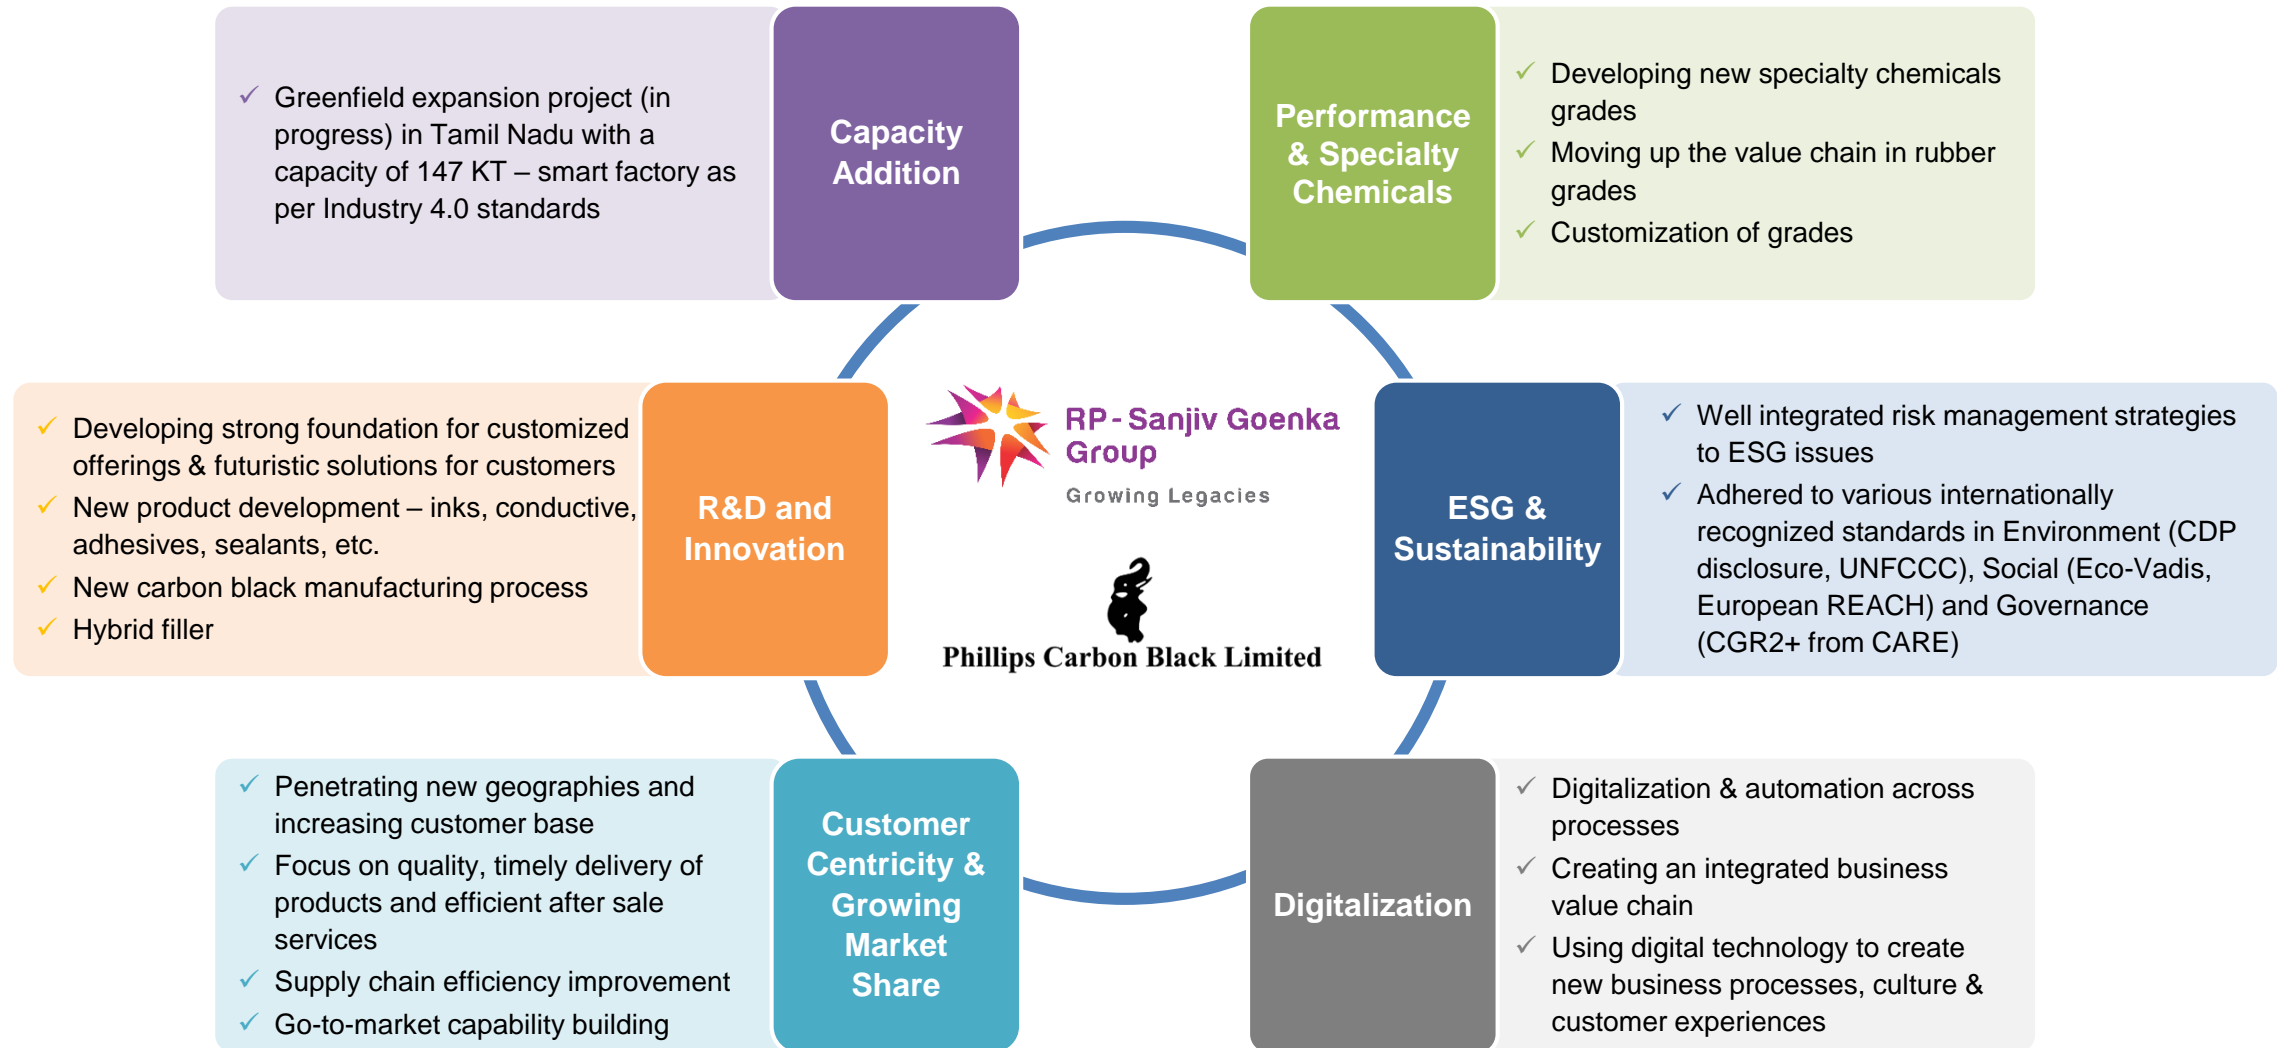 ✓ Greenfield expansion project (in
progress) in Tamil Nadu with a
capacity of 147 KT – smart factory as
per Industry 4.0 standards
Capacity
Addition
Performance
& Specialty
Chemicals
✓ Developing new specialty chemicals
grades
✓ Moving up the value chain in rubber
grades
✓ Customization of grades
✓ Developing strong foundation for customized
offerings & futuristic solutions for customers
✓ New product development – inks, conductive,
adhesives, sealants, etc.
✓ New carbon black manufacturing process
✓ Hybrid filler
R&D and
Innovation
RP-Sanjiv Goenka
Group
Growing Legacies
Phillips Carbon Black Limited
ESG &
Sustainability
✓ Well integrated risk management strategies
to ESG issues
✓ Adhered to various internationally
recognized standards in Environment (CDP
disclosure, UNFCCC), Social (Eco-Vadis,
European REACH) and Governance
(CGR2+ from CARE)
✓ Penetrating new geographies and
increasing customer base
✓ Focus on quality, timely delivery of
products and efficient after sale
services
✓ Supply chain efficiency improvement
✓ Go-to-market capability building
Customer
Centricity &
Growing
Market
Share
Digitalization
✓ Digitalization & automation across
processes
✓ Creating an integrated business
value chain
✓ Using digital technology to create
new business processes, culture &
customer experiences